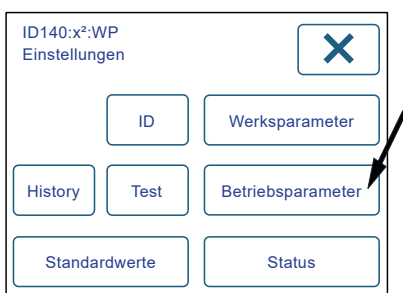 ID140:x²:WP
Einstellungen
ID
Werksparameter
History
Test
Betriebsparameter
Standardwerte
Status